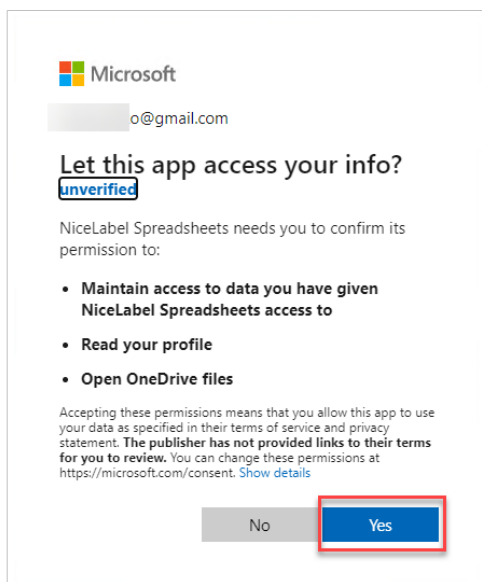 Microsoft
o@gmail.com
Let this app access your info?
unverified
NiceLabel Spreadsheets needs you to confirm its
permission to:
• Maintain access to data you have given
NiceLabel Spreadsheets access to
• Read your profile
• Open OneDrive files
Accepting these permissions means that you allow this app to use
your data as specified in their terms of service and privacy
statement. The publisher has not provided links to their terms
for you to review. You can change these permissions at
https://microsoft.com/consent. Show details
No
Yes